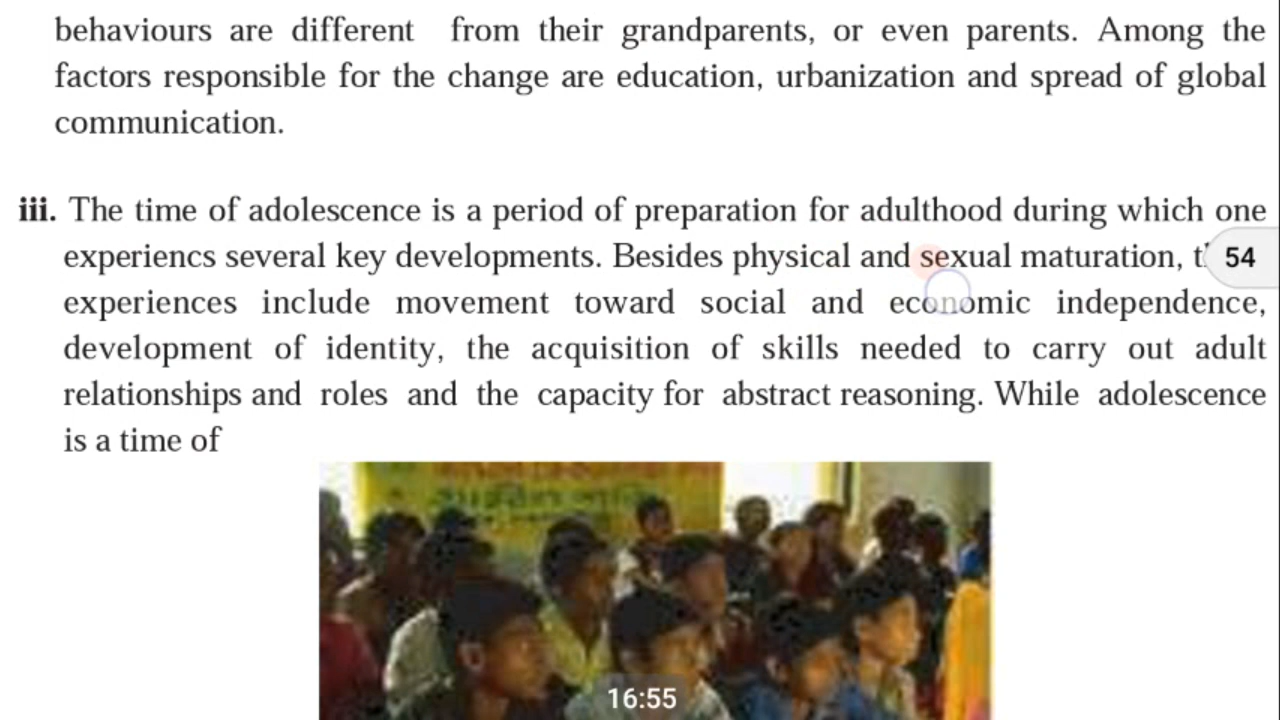 behaviours are different from their grandparents, or even parents. Among the
factors responsible for the change are education, urbanization and spread of global
communication.
iii. The time of adolescence is a period of preparation for adulthood during which one
experiencs several key developments. Besides physical and sexual maturation,
54
experiences include movement toward social and economic independence,
development of identity, the acquisition of skills needed to carry out adult
relationships and roles and the capacity for abstract reasoning. While adolescence
is a time of
16:55